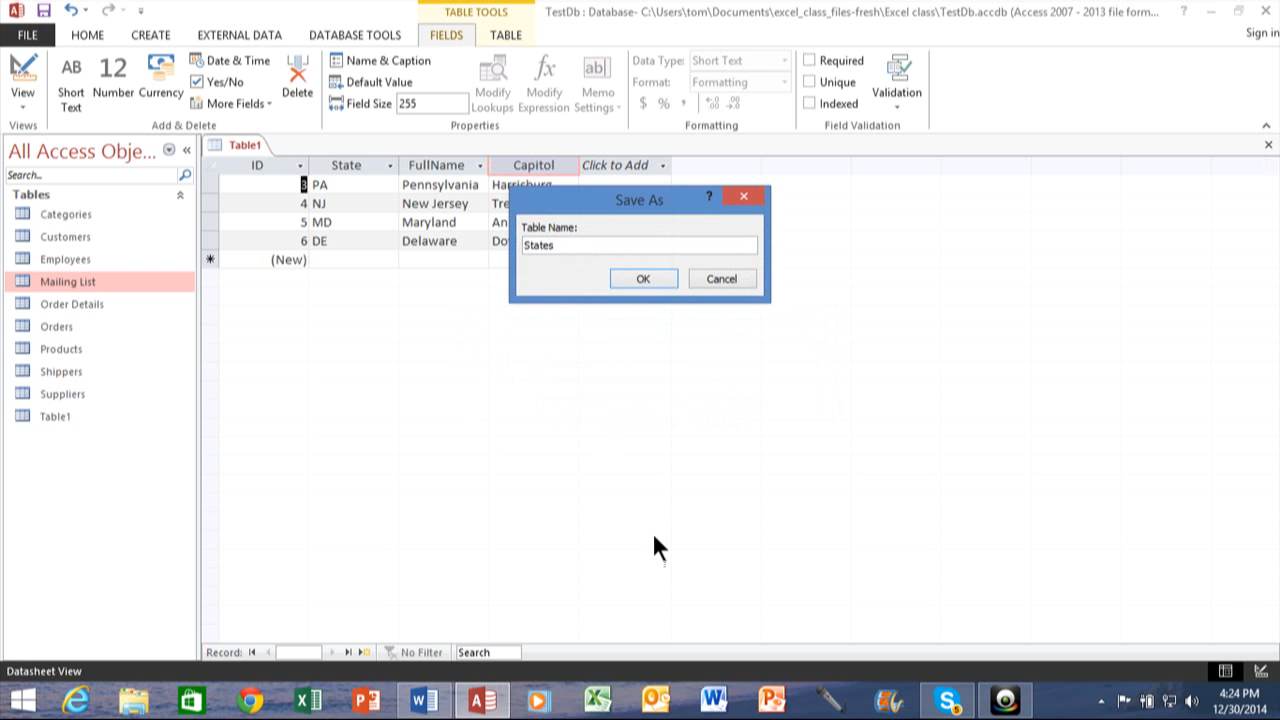 TABLE TOOLS
TestDb : Database- C:\Users\tom\Documents\excel_class_files-fresh\Excel class\TestDb.accdb (Access 2007 - 2013 file form...
FILE HOME CREATE EXTERNAL DATA DATABASE TOOLS FIELDS TABLE Sign in
View
Views
AB
Short
Text
12
Number
Currency
Date & Time
Yes/No
More Fields
Delete
Add & Delete
Name & Caption
Default Value
Field Size 255
Modify
Lookups
fx
Modify
Expression
ab|
Memo
Settings
Properties
Data Type: Short Text
Format: Formatting
$ % ,
Formatting
Required
Unique
Indexed
Validation
Field Validation
All Access Obje...
Search...
Tables
Categories
Customers
Employees
Mailing List
Order Details
Orders
Products
Shippers
Suppliers
Table1
Table1
ID State FullName Capitol Click to Add
3 PA Pennsylvania Harrisburg
4 NJ New Jersey Tre
5 MD Maryland An
6 DE Delaware Do
(New)
Save As
Table Name:
States
OK Cancel
Record: No Filter Search
Datasheet View
4:24 PM
12/30/2014